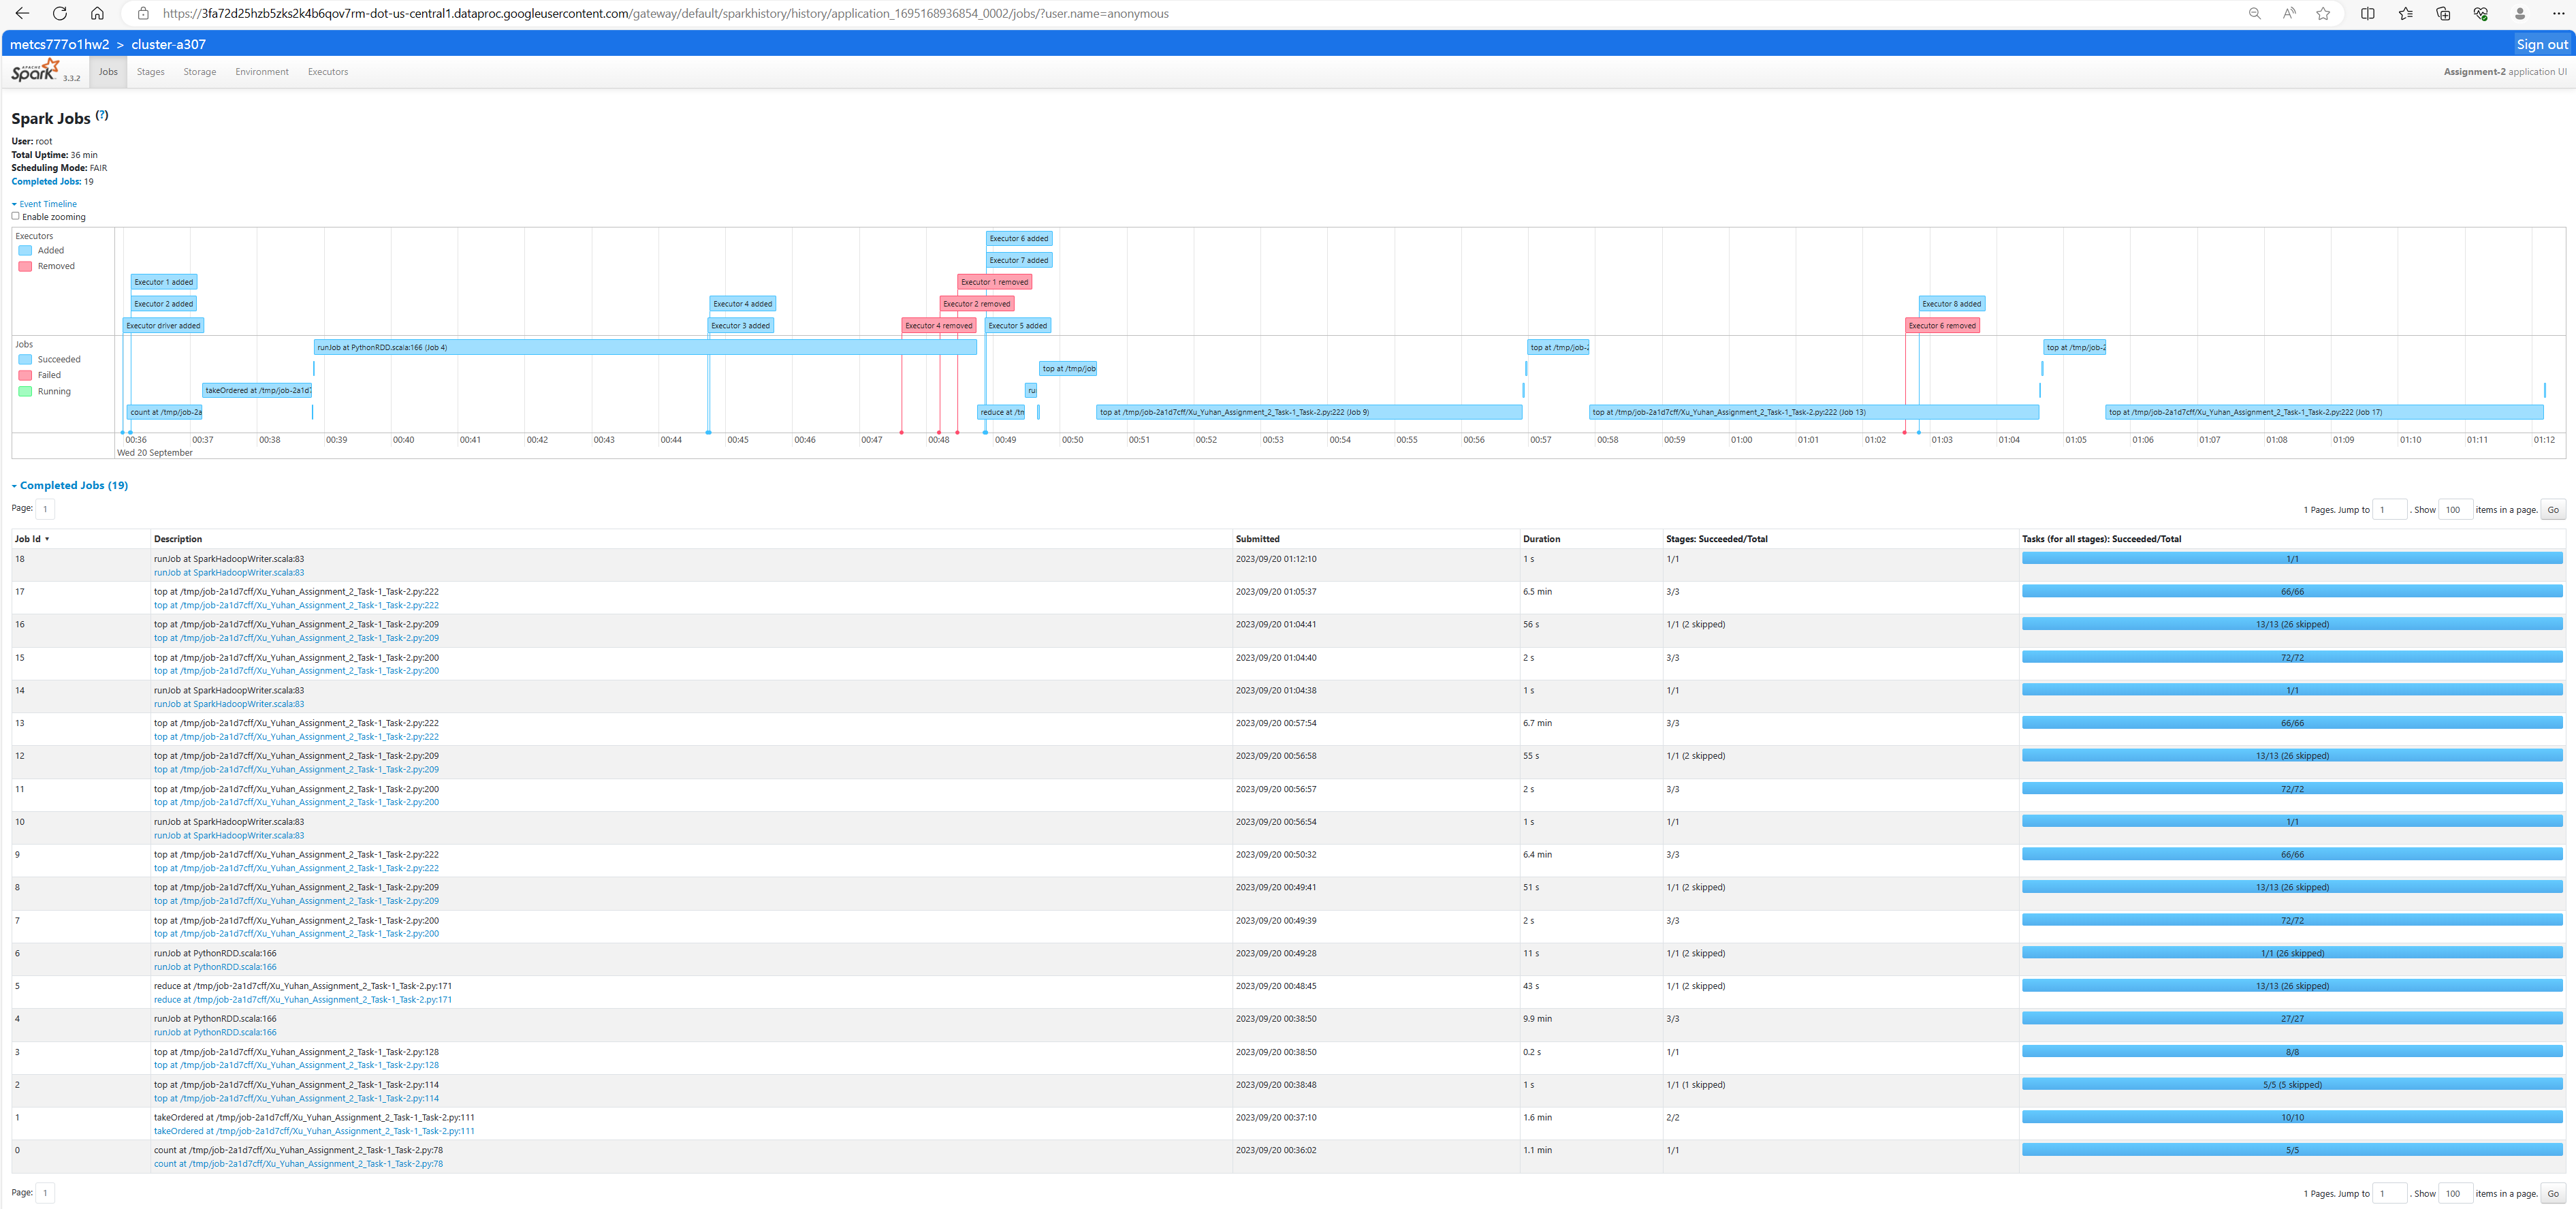 https://3fa72d25hzb5zks2k4b6qov7rm-dot-us-central1.dataproc.googleusercontent.com/gateway/default/sparkhistory/history/application_1695168936854_0002/jobs/?user.name=anonymous
metcs777o1hw2 > cluster-a307 Sign out
APACHE Spark 3.3.2 Jobs Stages Storage Environment Executors Assignment-2 application UI
Spark Jobs (?)
User: root
Total Uptime: 36 min
Scheduling Mode: FAIR
Completed Jobs: 19
Event Timeline
Enable zooming
Executors
Added
Removed
Executor 6 added
Executor 7 added
Executor 1 added Executor 1 removed
Executor 2 added Executor 4 added Executor 2 removed Executor 8 added
Executor driver added Executor 3 added Executor 4 removed Executor 5 added Executor 6 removed
Jobs
Succeeded
Failed
Running
runJob at PythonRDD.scala:166 (Job 4) top at /tmp/job-2 top at /tmp/job-2
top at /tmp/job
takeOrdered at /tmp/job-2a1d7 ru
count at /tmp/job-2a reduce at /tm top at /tmp/job-2a1d7cff/Xu_Yuhan_Assignment_2_Task-1_Task-2.py:222 (Job 9) top at /tmp/job-2a1d7cff/Xu_Yuhan_Assignment_2_Task-1_Task-2.py:222 (Job 13) top at /tmp/job-2a1d7cff/Xu_Yuhan_Assignment_2_Task-1_Task-2.py:222 (Job 17)
00:36 00:37 00:38 00:39 00:40 00:41 00:42 00:43 00:44 00:45 00:46 00:47 00:48 00:49 00:50 00:51 00:52 00:53 00:54 00:55 00:56 00:57 00:58 00:59 01:00 01:01 01:02 01:03 01:04 01:05 01:06 01:07 01:08 01:09 01:10 01:11 01:12
Wed 20 September
Completed Jobs (19)
Page: 1 1 Pages. Jump to 1 . Show 100 items in a page. Go
Job Id ▾ Description Submitted Duration Stages: Succeeded/Total Tasks (for all stages): Succeeded/Total
18 runJob at SparkHadoopWriter.scala:83 2023/09/20 01:12:10 1 s 1/1 1/1
runJob at SparkHadoopWriter.scala:83
17 top at /tmp/job-2a1d7cff/Xu_Yuhan_Assignment_2_Task-1_Task-2.py:222 2023/09/20 01:05:37 6.5 min 3/3 66/66
top at /tmp/job-2a1d7cff/Xu_Yuhan_Assignment_2_Task-1_Task-2.py:222
16 top at /tmp/job-2a1d7cff/Xu_Yuhan_Assignment_2_Task-1_Task-2.py:209 2023/09/20 01:04:41 56 s 1/1 (2 skipped) 13/13 (26 skipped)
top at /tmp/job-2a1d7cff/Xu_Yuhan_Assignment_2_Task-1_Task-2.py:209
15 top at /tmp/job-2a1d7cff/Xu_Yuhan_Assignment_2_Task-1_Task-2.py:200 2023/09/20 01:04:40 2 s 3/3 72/72
top at /tmp/job-2a1d7cff/Xu_Yuhan_Assignment_2_Task-1_Task-2.py:200
14 runJob at SparkHadoopWriter.scala:83 2023/09/20 01:04:38 1 s 1/1 1/1
runJob at SparkHadoopWriter.scala:83
13 top at /tmp/job-2a1d7cff/Xu_Yuhan_Assignment_2_Task-1_Task-2.py:222 2023/09/20 00:57:54 6.7 min 3/3 66/66
top at /tmp/job-2a1d7cff/Xu_Yuhan_Assignment_2_Task-1_Task-2.py:222
12 top at /tmp/job-2a1d7cff/Xu_Yuhan_Assignment_2_Task-1_Task-2.py:209 2023/09/20 00:56:58 55 s 1/1 (2 skipped) 13/13 (26 skipped)
top at /tmp/job-2a1d7cff/Xu_Yuhan_Assignment_2_Task-1_Task-2.py:209
11 top at /tmp/job-2a1d7cff/Xu_Yuhan_Assignment_2_Task-1_Task-2.py:200 2023/09/20 00:56:57 2 s 3/3 72/72
top at /tmp/job-2a1d7cff/Xu_Yuhan_Assignment_2_Task-1_Task-2.py:200
10 runJob at SparkHadoopWriter.scala:83 2023/09/20 00:56:54 1 s 1/1 1/1
runJob at SparkHadoopWriter.scala:83
9 top at /tmp/job-2a1d7cff/Xu_Yuhan_Assignment_2_Task-1_Task-2.py:222 2023/09/20 00:50:32 6.4 min 3/3 66/66
top at /tmp/job-2a1d7cff/Xu_Yuhan_Assignment_2_Task-1_Task-2.py:222
8 top at /tmp/job-2a1d7cff/Xu_Yuhan_Assignment_2_Task-1_Task-2.py:209 2023/09/20 00:49:41 51 s 1/1 (2 skipped) 13/13 (26 skipped)
top at /tmp/job-2a1d7cff/Xu_Yuhan_Assignment_2_Task-1_Task-2.py:209
7 top at /tmp/job-2a1d7cff/Xu_Yuhan_Assignment_2_Task-1_Task-2.py:200 2023/09/20 00:49:39 2 s 3/3 72/72
top at /tmp/job-2a1d7cff/Xu_Yuhan_Assignment_2_Task-1_Task-2.py:200
6 runJob at PythonRDD.scala:166 2023/09/20 00:49:28 11 s 1/1 (2 skipped) 1/1 (26 skipped)
runJob at PythonRDD.scala:166
5 reduce at /tmp/job-2a1d7cff/Xu_Yuhan_Assignment_2_Task-1_Task-2.py:171 2023/09/20 00:48:45 43 s 1/1 (2 skipped) 13/13 (26 skipped)
reduce at /tmp/job-2a1d7cff/Xu_Yuhan_Assignment_2_Task-1_Task-2.py:171
4 runJob at PythonRDD.scala:166 2023/09/20 00:38:50 9.9 min 3/3 27/27
runJob at PythonRDD.scala:166
3 top at /tmp/job-2a1d7cff/Xu_Yuhan_Assignment_2_Task-1_Task-2.py:128 2023/09/20 00:38:50 0.2 s 1/1 8/8
top at /tmp/job-2a1d7cff/Xu_Yuhan_Assignment_2_Task-1_Task-2.py:128
2 top at /tmp/job-2a1d7cff/Xu_Yuhan_Assignment_2_Task-1_Task-2.py:114 2023/09/20 00:38:48 1 s 1/1 (1 skipped) 5/5 (5 skipped)
top at /tmp/job-2a1d7cff/Xu_Yuhan_Assignment_2_Task-1_Task-2.py:114
1 takeOrdered at /tmp/job-2a1d7cff/Xu_Yuhan_Assignment_2_Task-1_Task-2.py:111 2023/09/20 00:37:10 1.6 min 2/2 10/10
takeOrdered at /tmp/job-2a1d7cff/Xu_Yuhan_Assignment_2_Task-1_Task-2.py:111
0 count at /tmp/job-2a1d7cff/Xu_Yuhan_Assignment_2_Task-1_Task-2.py:78 2023/09/20 00:36:02 1.1 min 1/1 5/5
count at /tmp/job-2a1d7cff/Xu_Yuhan_Assignment_2_Task-1_Task-2.py:78
Page: 1 1 Pages. Jump to 1 . Show 100 items in a page. Go